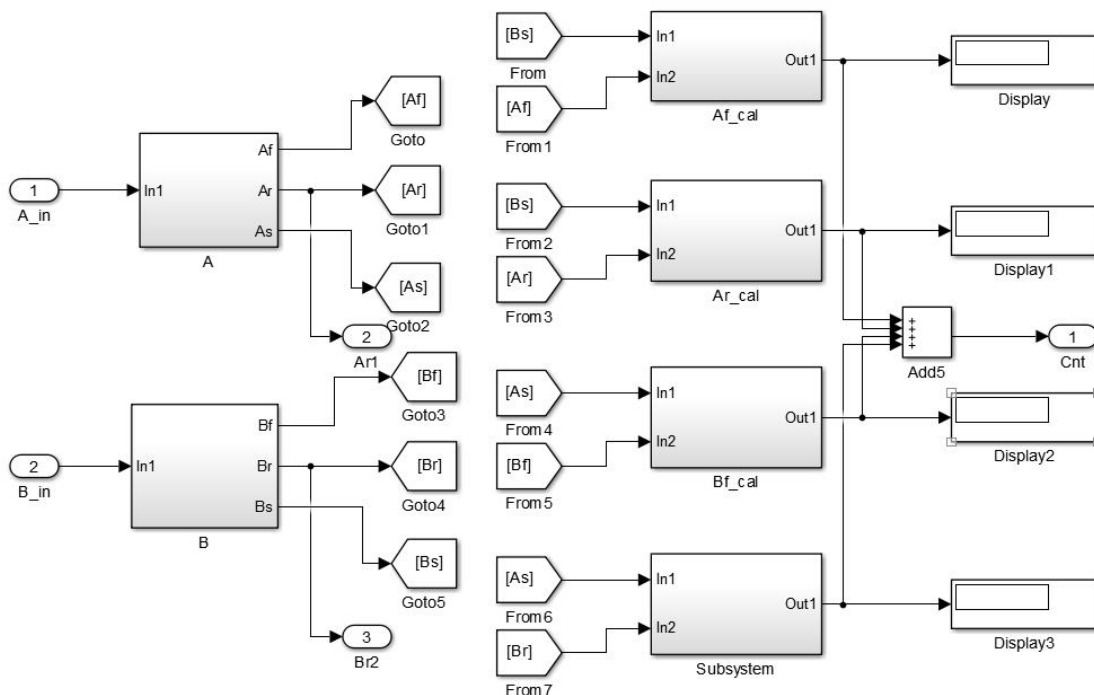 1
A_in
In1
Af
Ar
As
A
[Af]
Goto
[Ar]
Goto1
[As]
Goto2
2
Ar1
2
B_in
In1
Bf
Br
Bs
B
[Bf]
Goto3
[Br]
Goto4
[Bs]
Goto5
3
Br2
[Bs]
From
[Af]
From1
In1
In2
Out1
Af_cal
Display
[Bs]
From2
[Ar]
From3
In1
In2
Out1
Ar_cal
Display1
+
+
+
+
Add5
1
Cnt
[As]
From4
[Bf]
From5
In1
In2
Out1
Bf_cal
Display2
[As]
From6
[Br]
From7
In1
In2
Out1
Subsystem
Display3